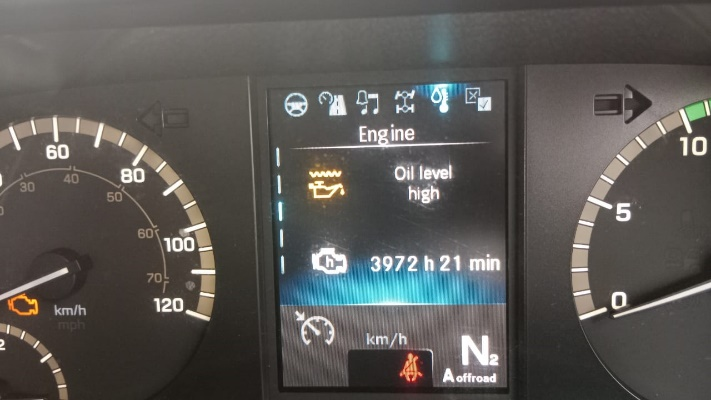 Engine
Oil level
high
h
3972 h 21 min
km/h
N2
A offroad
60
80
100
120
30
40
50
60
70
km/h
mph
2
10
5
0